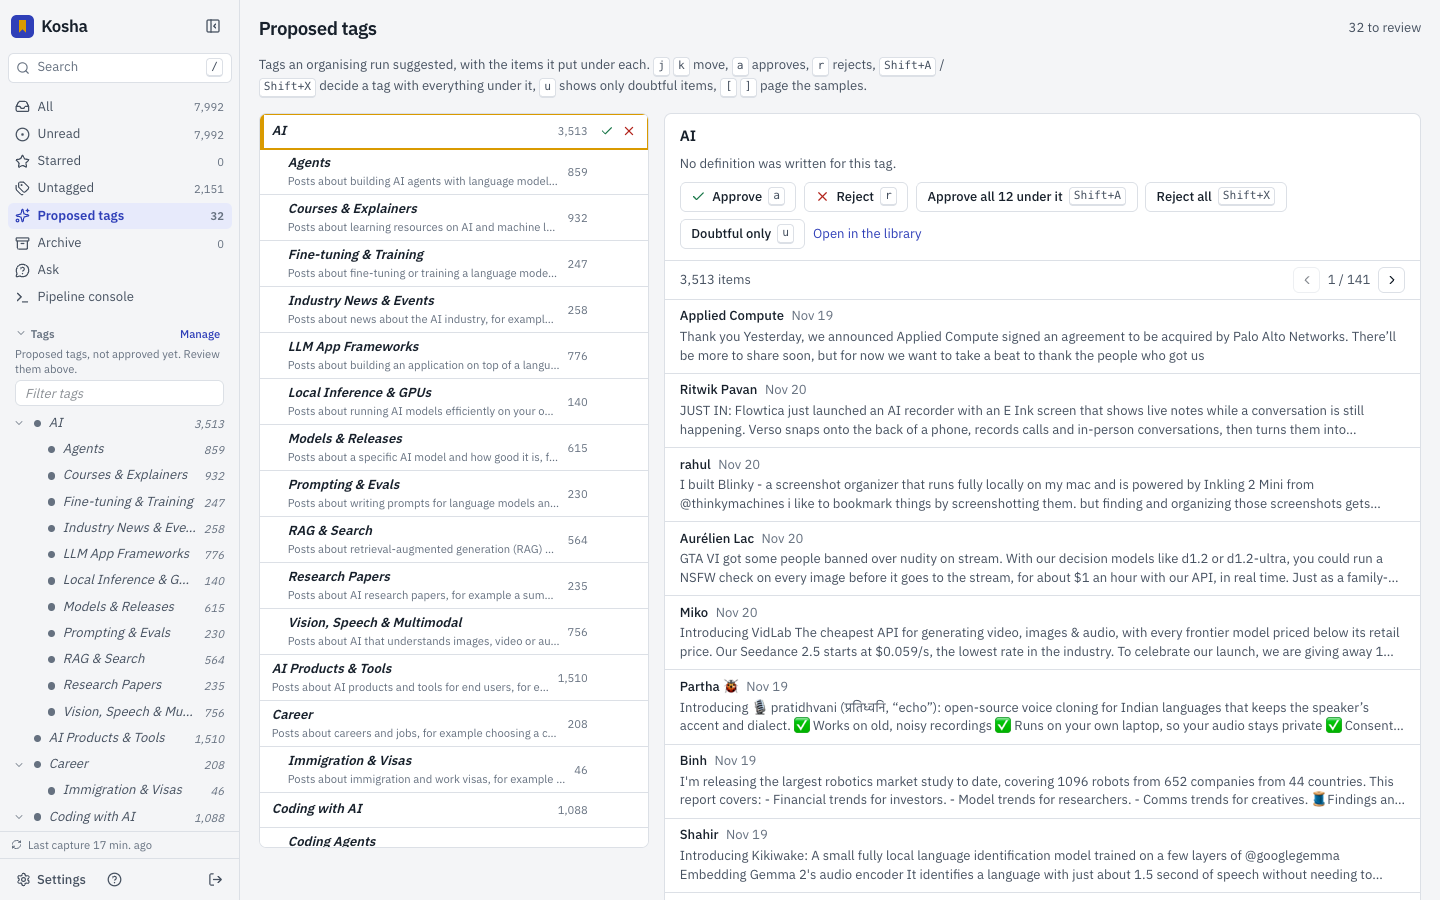 Kosha
Search /
All 7,992
Unread 7,992
Starred 0
Untagged 2,151
Proposed tags 32
Archive 0
Ask
Pipeline console
Tags Manage
Proposed tags, not approved yet. Review
them above.
Filter tags
AI 3,513
Agents 859
Courses & Explainers 932
Fine-tuning & Training 247
Industry News & Eve... 258
LLM App Frameworks 776
Local Inference & G... 140
Models & Releases 615
Prompting & Evals 230
RAG & Search 564
Research Papers 235
Vision, Speech & Mu... 756
AI Products & Tools 1,510
Career 208
Immigration & Visas 46
Coding with AI 1,088
Last capture 17 min. ago
Settings
Proposed tags
32 to review
Tags an organising run suggested, with the items it put under each. j k move, a approves, r rejects, Shift+A /
Shift+X decide a tag with everything under it, u shows only doubtful items, [ ] page the samples.
AI 3,513
Agents
Posts about building AI agents with language model... 859
Courses & Explainers
Posts about learning resources on AI and machine l... 932
Fine-tuning & Training
Posts about fine-tuning or training a language mode... 247
Industry News & Events
Posts about news about the AI industry, for exampl... 258
LLM App Frameworks
Posts about building an application on top of a langu... 776
Local Inference & GPUs
Posts about running AI models efficiently on your o... 140
Models & Releases
Posts about a specific AI model and how good it is, f... 615
Prompting & Evals
Posts about writing prompts for language models an... 230
RAG & Search
Posts about retrieval-augmented generation (RAG) ... 564
Research Papers
Posts about AI research papers, for example a sum... 235
Vision, Speech & Multimodal
Posts about AI that understands images, video or au... 756
AI Products & Tools
Posts about AI products and tools for end users, for e... 1,510
Career
Posts about careers and jobs, for example choosing a c... 208
Immigration & Visas
Posts about immigration and work visas, for example ... 46
Coding with AI 1,088
Coding Agents
AI
No definition was written for this tag.
Approve a Reject r Approve all 12 under it Shift+A Reject all Shift+X
Doubtful only u Open in the library
3,513 items 1 / 141
Applied Compute Nov 19
Thank you Yesterday, we announced Applied Compute signed an agreement to be acquired by Palo Alto Networks. There’ll
be more to share soon, but for now we want to take a beat to thank the people who got us
Ritwik Pavan Nov 20
JUST IN: Flowtica just launched an AI recorder with an E Ink screen that shows live notes while a conversation is still
happening. Verso snaps onto the back of a phone, records calls and in-person conversations, then turns them into...
rahul Nov 20
I built Blinky - a screenshot organizer that runs fully locally on my mac and is powered by Inkling 2 Mini from
@thinkymachines i like to bookmark things by screenshotting them. but finding and organizing those screenshots gets...
Aurélien Lac Nov 20
GTA VI got some people banned over nudity on stream. With our decision models like d1.2 or d1.2-ultra, you could run a
NSFW check on every image before it goes to the stream, for about $1 an hour with our API, in real time. Just as a family-...
Miko Nov 20
Introducing VidLab The cheapest API for generating video, images & audio, with every frontier model priced below its retail
price. Our Seedance 2.5 starts at $0.059/s, the lowest rate in the industry. To celebrate our launch, we are giving away 1...
Partha 🐞 Nov 19
Introducing 🎙️ pratidhvani (प्रतिध्वनि, “echo”): open-source voice cloning for Indian languages that keeps the speaker’s
accent and dialect. ✅ Works on old, noisy recordings ✅ Runs on your own laptop, so your audio stays private ✅ Consent...
Binh Nov 19
I'm releasing the largest robotics market study to date, covering 1096 robots from 652 companies from 44 countries. This
report covers: - Financial trends for investors. - Model trends for researchers. - Comms trends for creatives. 🧵Findings an...
Shahir Nov 19
Introducing Kikiwake: A small fully local language identification model trained on a few layers of @googlegemma
Embedding Gemma 2's audio encoder It identifies a language with just about 1.5 second of speech without needing to...